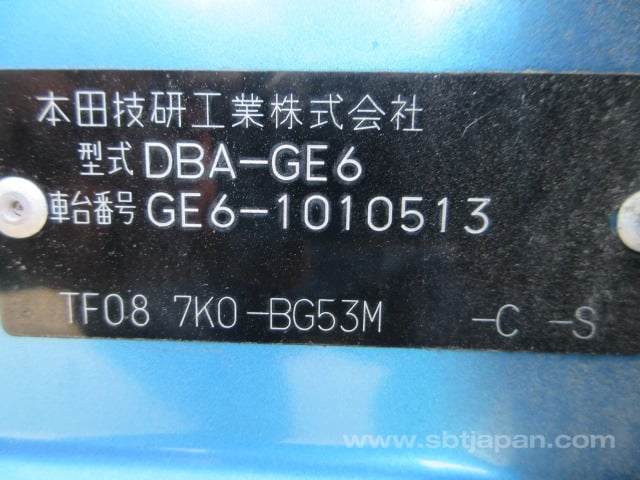 本田技研工業株式会社
型式 DBA-GE6
車台番号 GE6-1010513
TF08 7K0-BG53M -C -S
www.sbtjapan.com